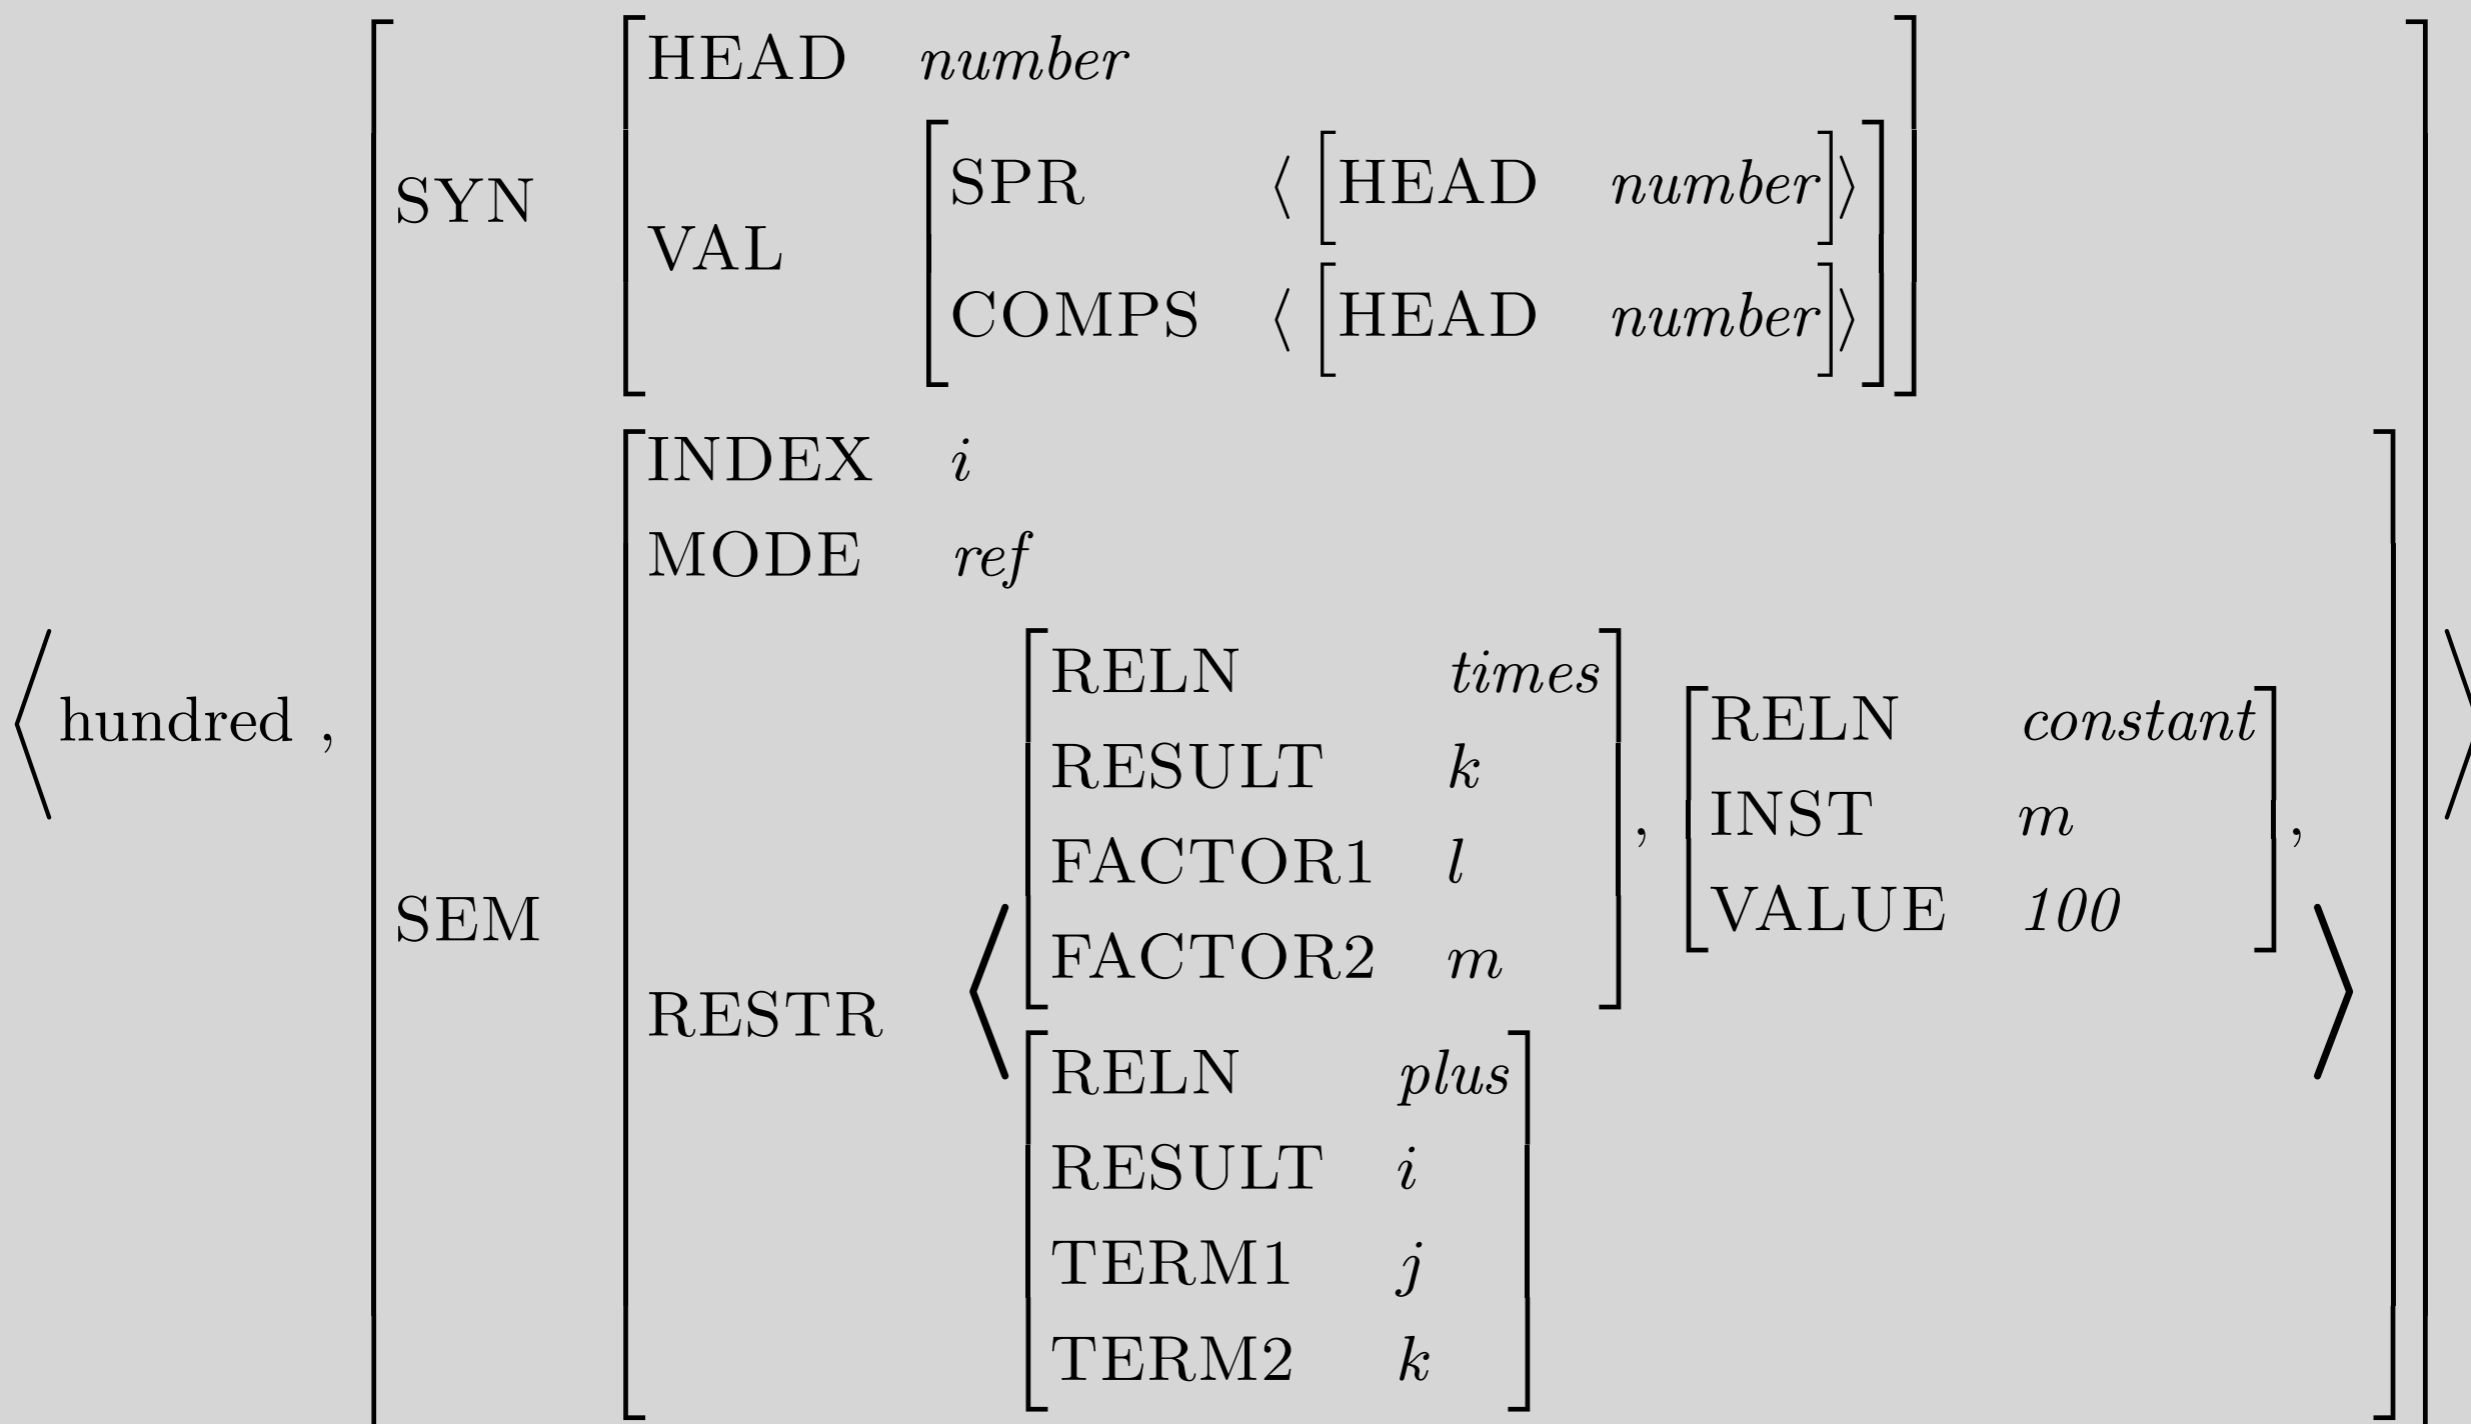 HEAD number
SPR ⟨ [HEAD number] ⟩
SYN
VAL
COMPS ⟨ [HEAD number] ⟩
INDEX i
MODE ref
RELN times
⟨ hundred , RELN constant ⟩
RESULT k
INST m
FACTOR1 l , ,
VALUE 100
SEM
FACTOR2 m
RESTR ⟨ ⟩
RELN plus
RESULT i
TERM1 j
TERM2 k